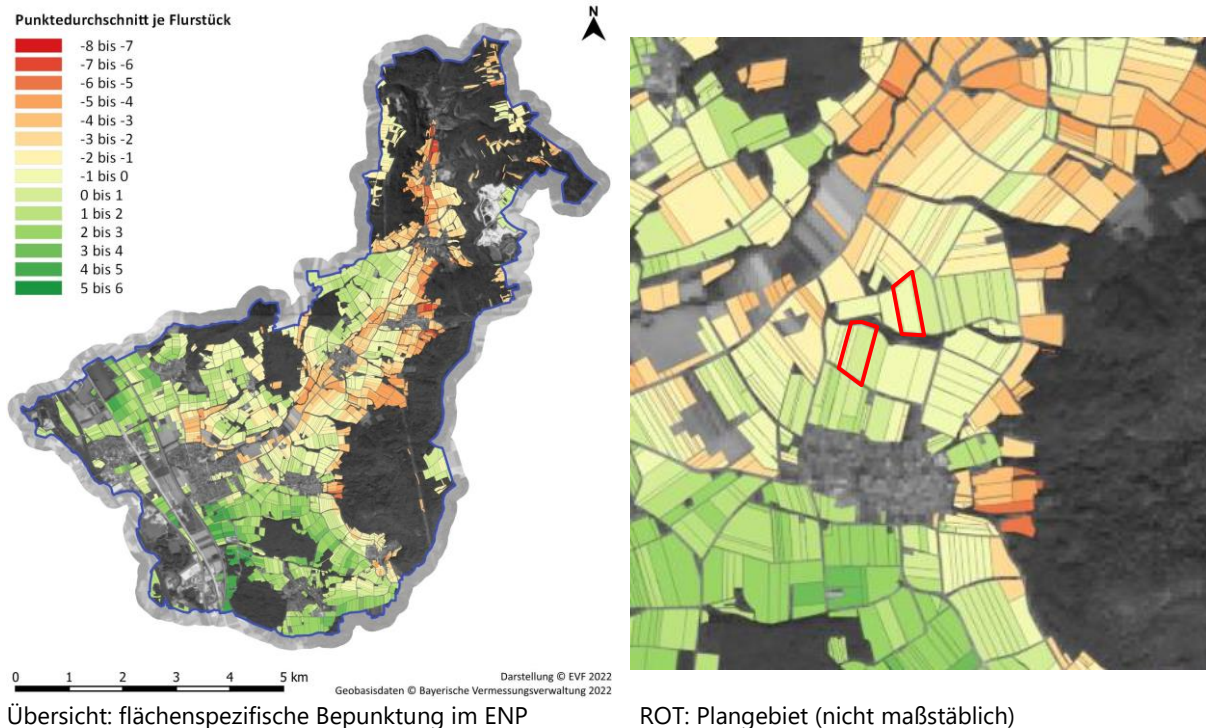 Punktedurchschnitt je Flurstück
-8 bis -7
-7 bis -6
-6 bis -5
-5 bis -4
-4 bis -3
-3 bis -2
-2 bis -1
-1 bis 0
0 bis 1
1 bis 2
2 bis 3
3 bis 4
4 bis 5
5 bis 6
N
0 1 2 3 4 5 km
Darstellung © EVF 2022
Geobasisdaten © Bayerische Vermessungsverwaltung 2022
Übersicht: flächenspezifische Bepunktung im ENP
ROT: Plangebiet (nicht maßstäblich)